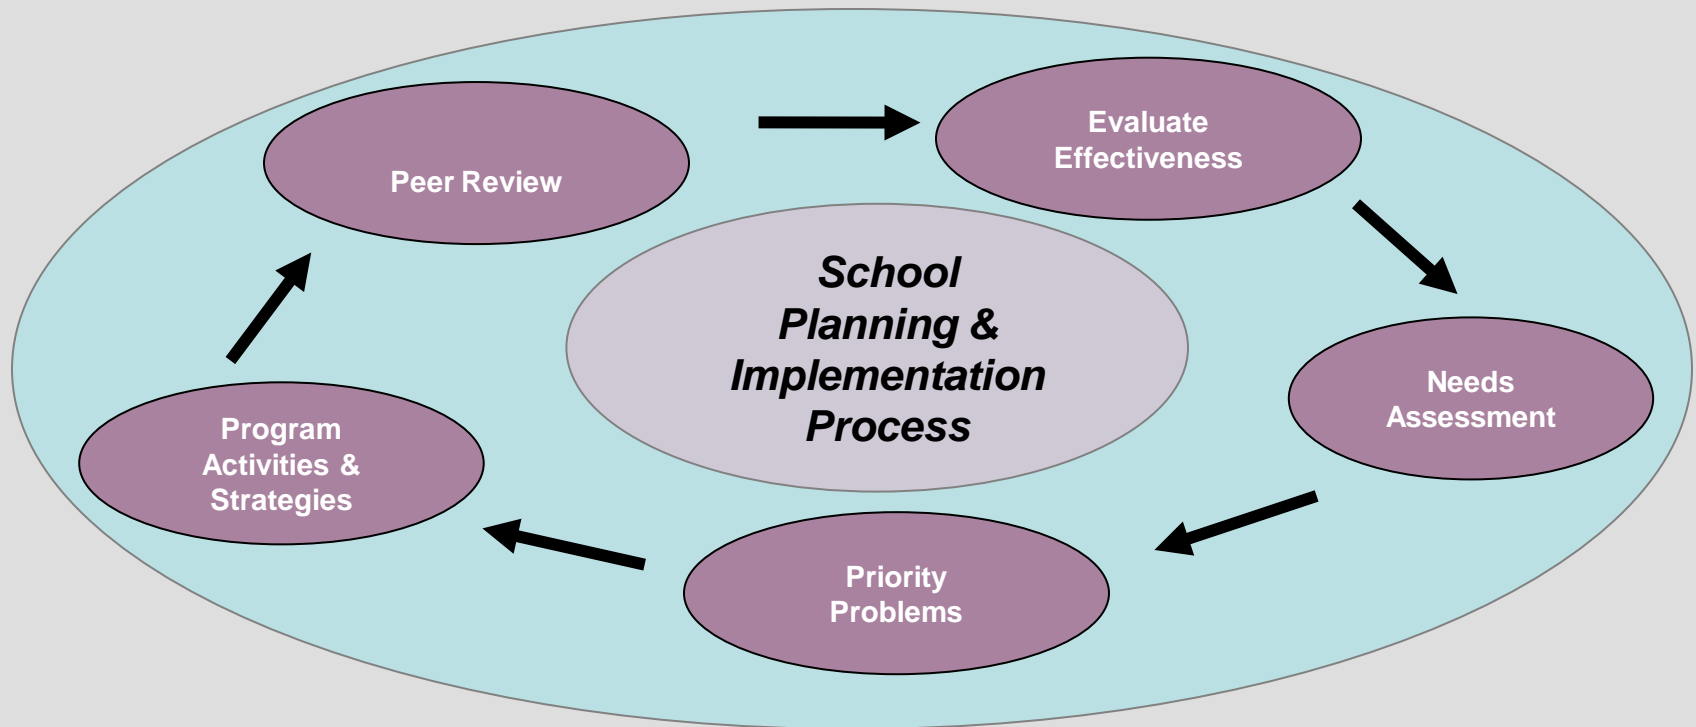 Peer Review
Evaluate
Effectiveness
School
Planning &
Implementation
Process
Needs
Assessment
Program
Activities &
Strategies
Priority
Problems